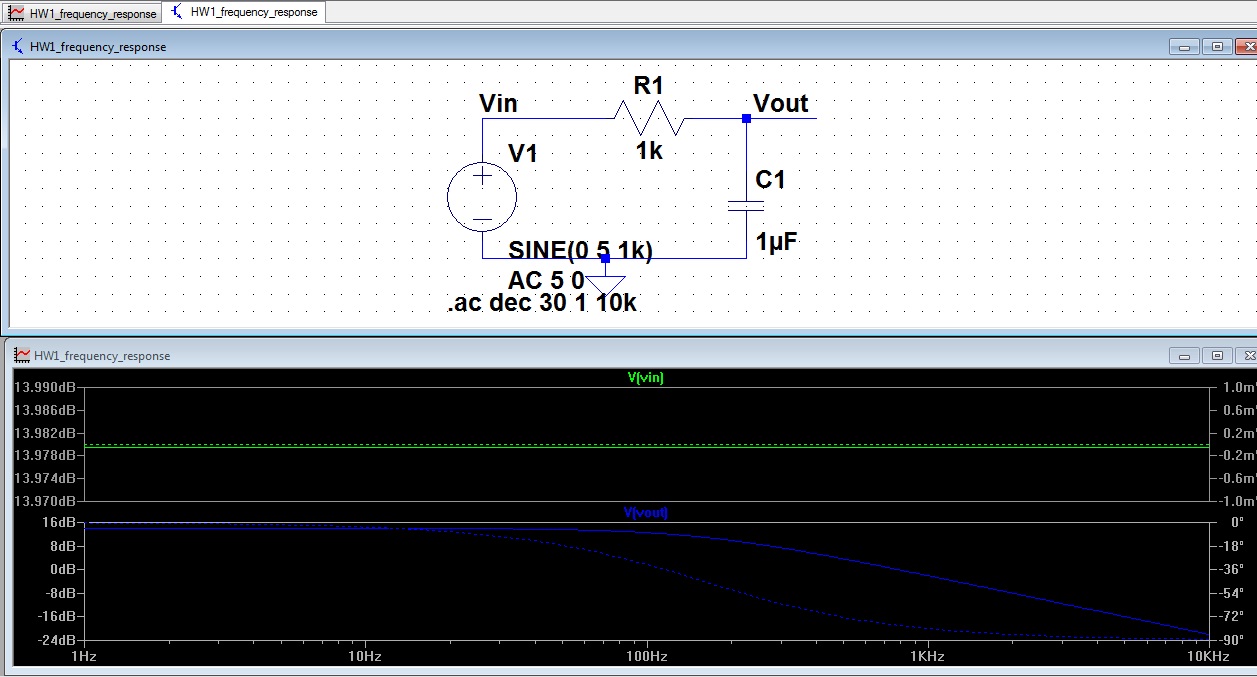 HW1_frequency_response
HW1_frequency_response
HW1_frequency_response
R1
Vin
Vout
1k
V1
C1
1µF
SINE(0 5 1k)
AC 5 0
.ac dec 30 1 10k
HW1_frequency_response
V(vin)
13.990dB
1.0m°
13.986dB
0.6m°
13.982dB
0.2m°
13.978dB
-0.2m°
13.974dB
-0.6m°
13.970dB
-1.0m°
V(vout)
16dB
0°
8dB
-18°
0dB
-36°
-8dB
-54°
-16dB
-72°
-24dB
-90°
1Hz
10Hz
100Hz
1KHz
10KHz